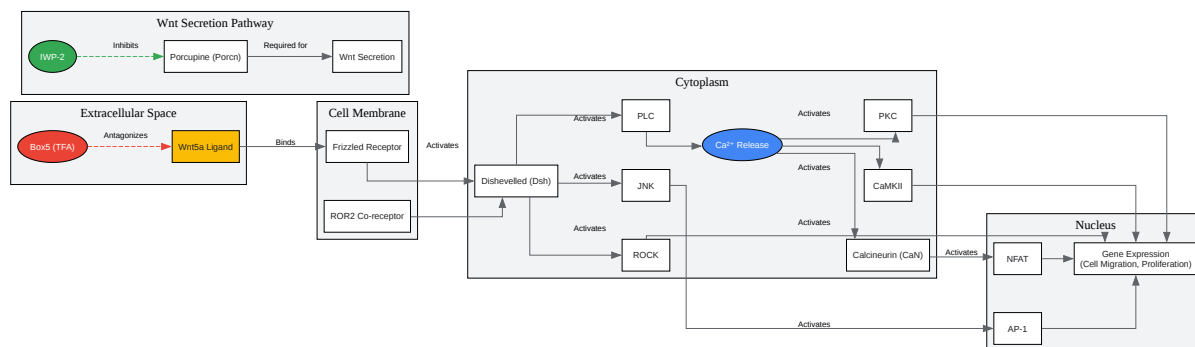 Wnt Secretion Pathway
IWP-2
Inhibits
Porcupine (Porcn)
Required for
Wnt Secretion
Extracellular Space
Box5 (TFA)
Antagonizes
Wnt5a Ligand
Binds
Cell Membrane
Frizzled Receptor
ROR2 Co-receptor
Activates
Cytoplasm
Dishevelled (Dsh)
Activates
PLC
Activates
JNK
Activates
ROCK
Ca²⁺ Release
Activates
PKC
Activates
CaMKII
Activates
Calcineurin (CaN)
Activates
Activates
Nucleus
NFAT
Gene Expression
(Cell Migration, Proliferation)
AP-1